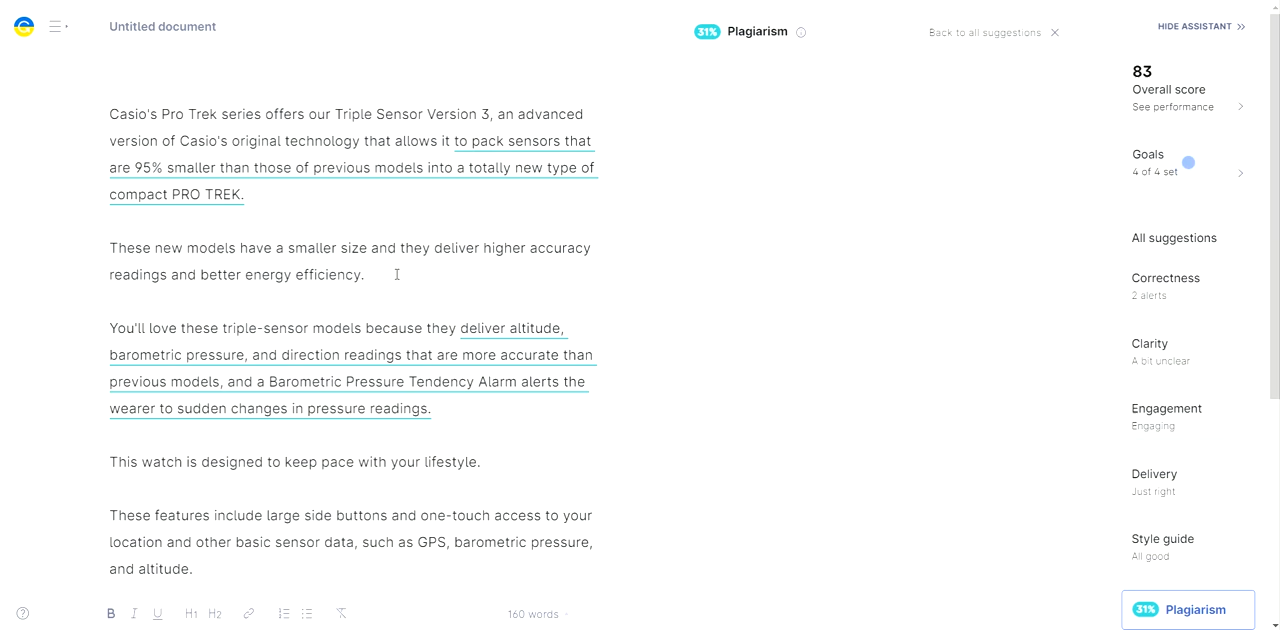 Untitled document
31% Plagiarism
Back to all suggestions
HIDE ASSISTANT
Casio's Pro Trek series offers our Triple Sensor Version 3, an advanced
version of Casio's original technology that allows it to pack sensors that
are 95% smaller than those of previous models into a totally new type of
compact PRO TREK.
These new models have a smaller size and they deliver higher accuracy
readings and better energy efficiency.
You'll love these triple-sensor models because they deliver altitude,
barometric pressure, and direction readings that are more accurate than
previous models, and a Barometric Pressure Tendency Alarm alerts the
wearer to sudden changes in pressure readings.
This watch is designed to keep pace with your lifestyle.
These features include large side buttons and one-touch access to your
location and other basic sensor data, such as GPS, barometric pressure,
and altitude.
B I U H1 H2
160 words
83
Overall score
See performance
Goals
4 of 4 set
All suggestions
Correctness
2 alerts
Clarity
A bit unclear
Engagement
Engaging
Delivery
Just right
Style guide
All good
31% Plagiarism